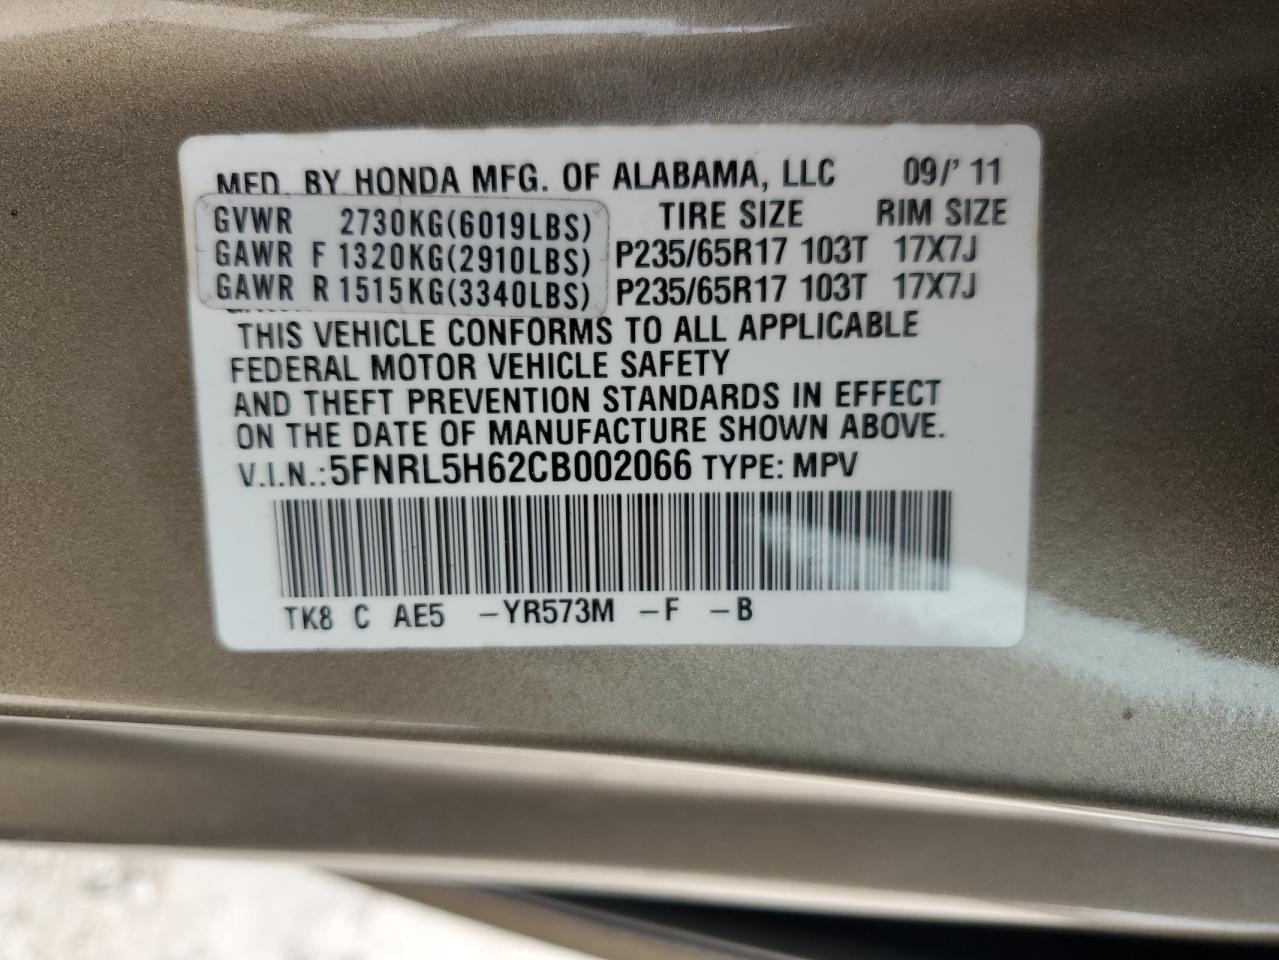 MFD. BY HONDA MFG. OF ALABAMA, LLC 09/' 11
GVWR 2730KG(6019LBS) TIRE SIZE RIM SIZE
GAWR F 1320KG(2910LBS) P235/65R17 103T 17X7J
GAWR R 1515KG(3340LBS) P235/65R17 103T 17X7J
THIS VEHICLE CONFORMS TO ALL APPLICABLE
FEDERAL MOTOR VEHICLE SAFETY
AND THEFT PREVENTION STANDARDS IN EFFECT
ON THE DATE OF MANUFACTURE SHOWN ABOVE.
V.I.N.: 5FNRL5H62CB002066 TYPE: MPV
TK8 C AE5 -YR573M -F -B